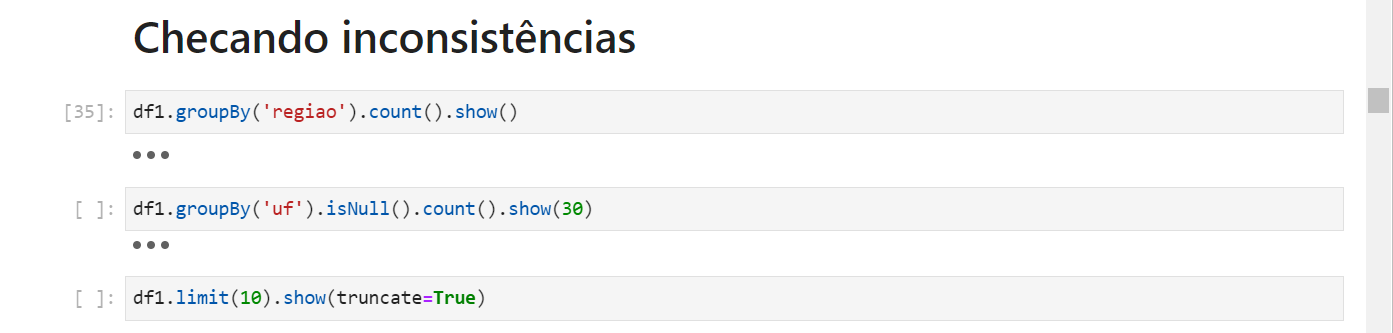 Checando inconsistências
[35]: df1.groupBy('regiao').count().show()
[ ]: df1.groupBy('uf').isNull().count().show(30)
[ ]: df1.limit(10).show(truncate=True)